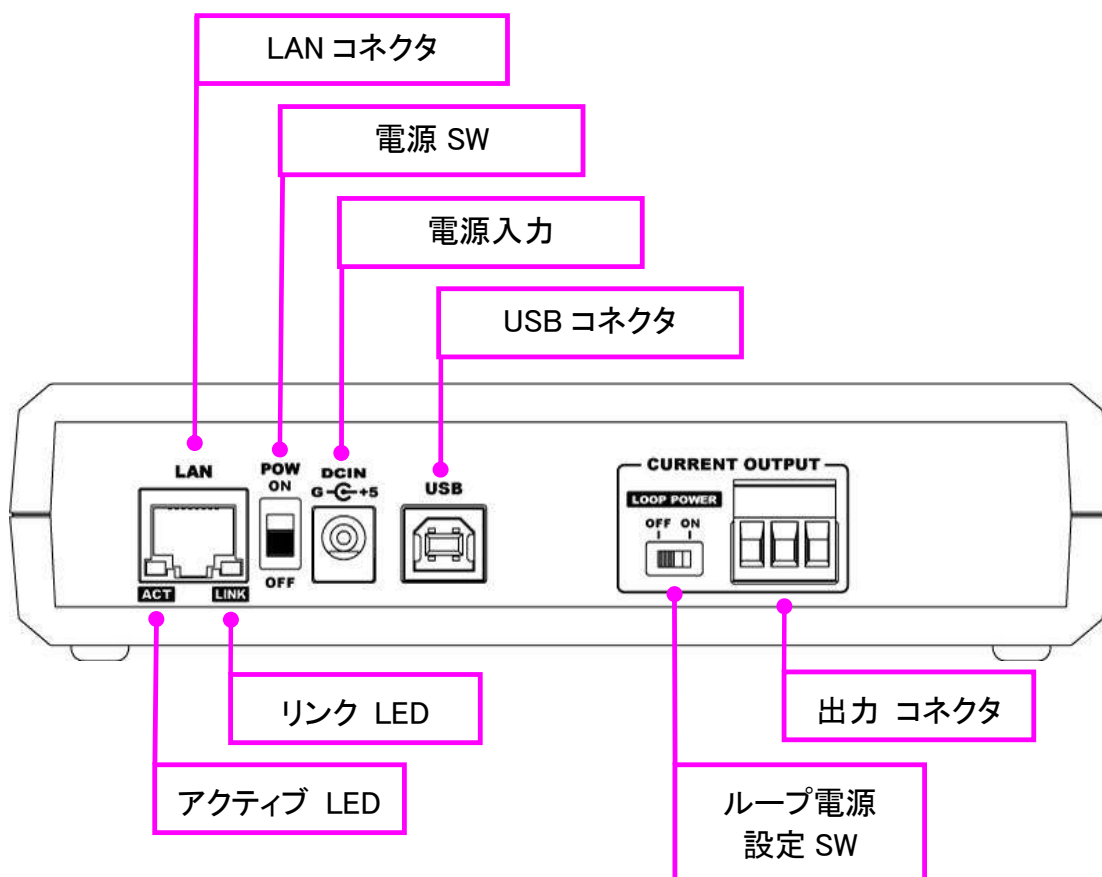 LAN コネクタ
電源 SW
電源入力
USB コネクタ
LAN
POW
ON
OFF
DCIN
G +5
USB
CURRENT OUTPUT
LOOP POWER
OFF ON
ACT
LINK
リンク LED
アクティブ LED
出力 コネクタ
ループ電源
設定 SW